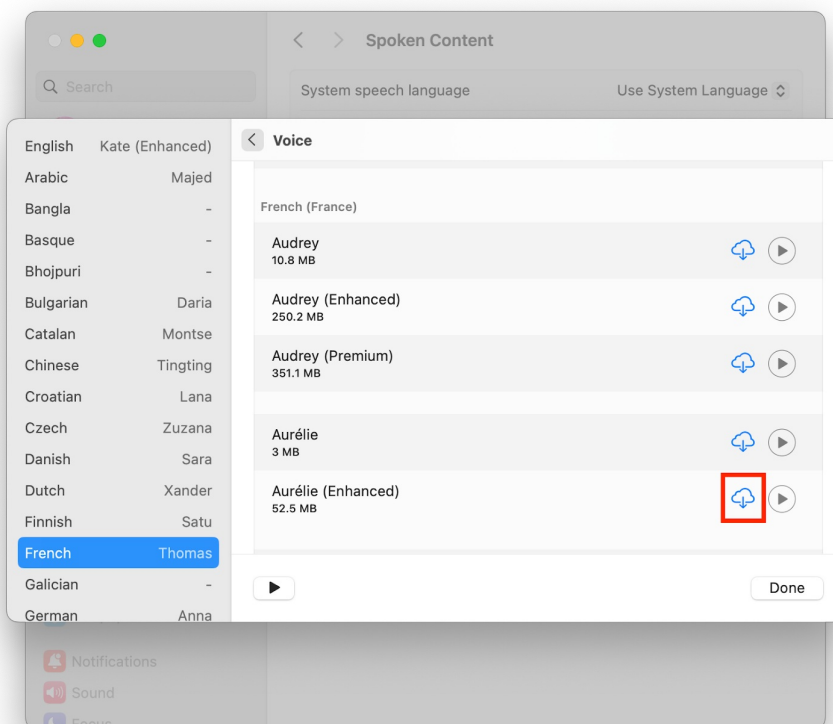 Spoken Content
Search
System speech language Use System Language
English Kate (Enhanced)
Arabic Majed
Bangla -
Basque -
Bhojpuri -
Bulgarian Daria
Catalan Montse
Chinese Tingting
Croatian Lana
Czech Zuzana
Danish Sara
Dutch Xander
Finnish Satu
French Thomas
Galician -
German Anna
Voice
French (France)
Audrey
10.8 MB
Audrey (Enhanced)
250.2 MB
Audrey (Premium)
351.1 MB
Aurélie
3 MB
Aurélie (Enhanced)
52.5 MB
Done
Notifications
Sound
Focus